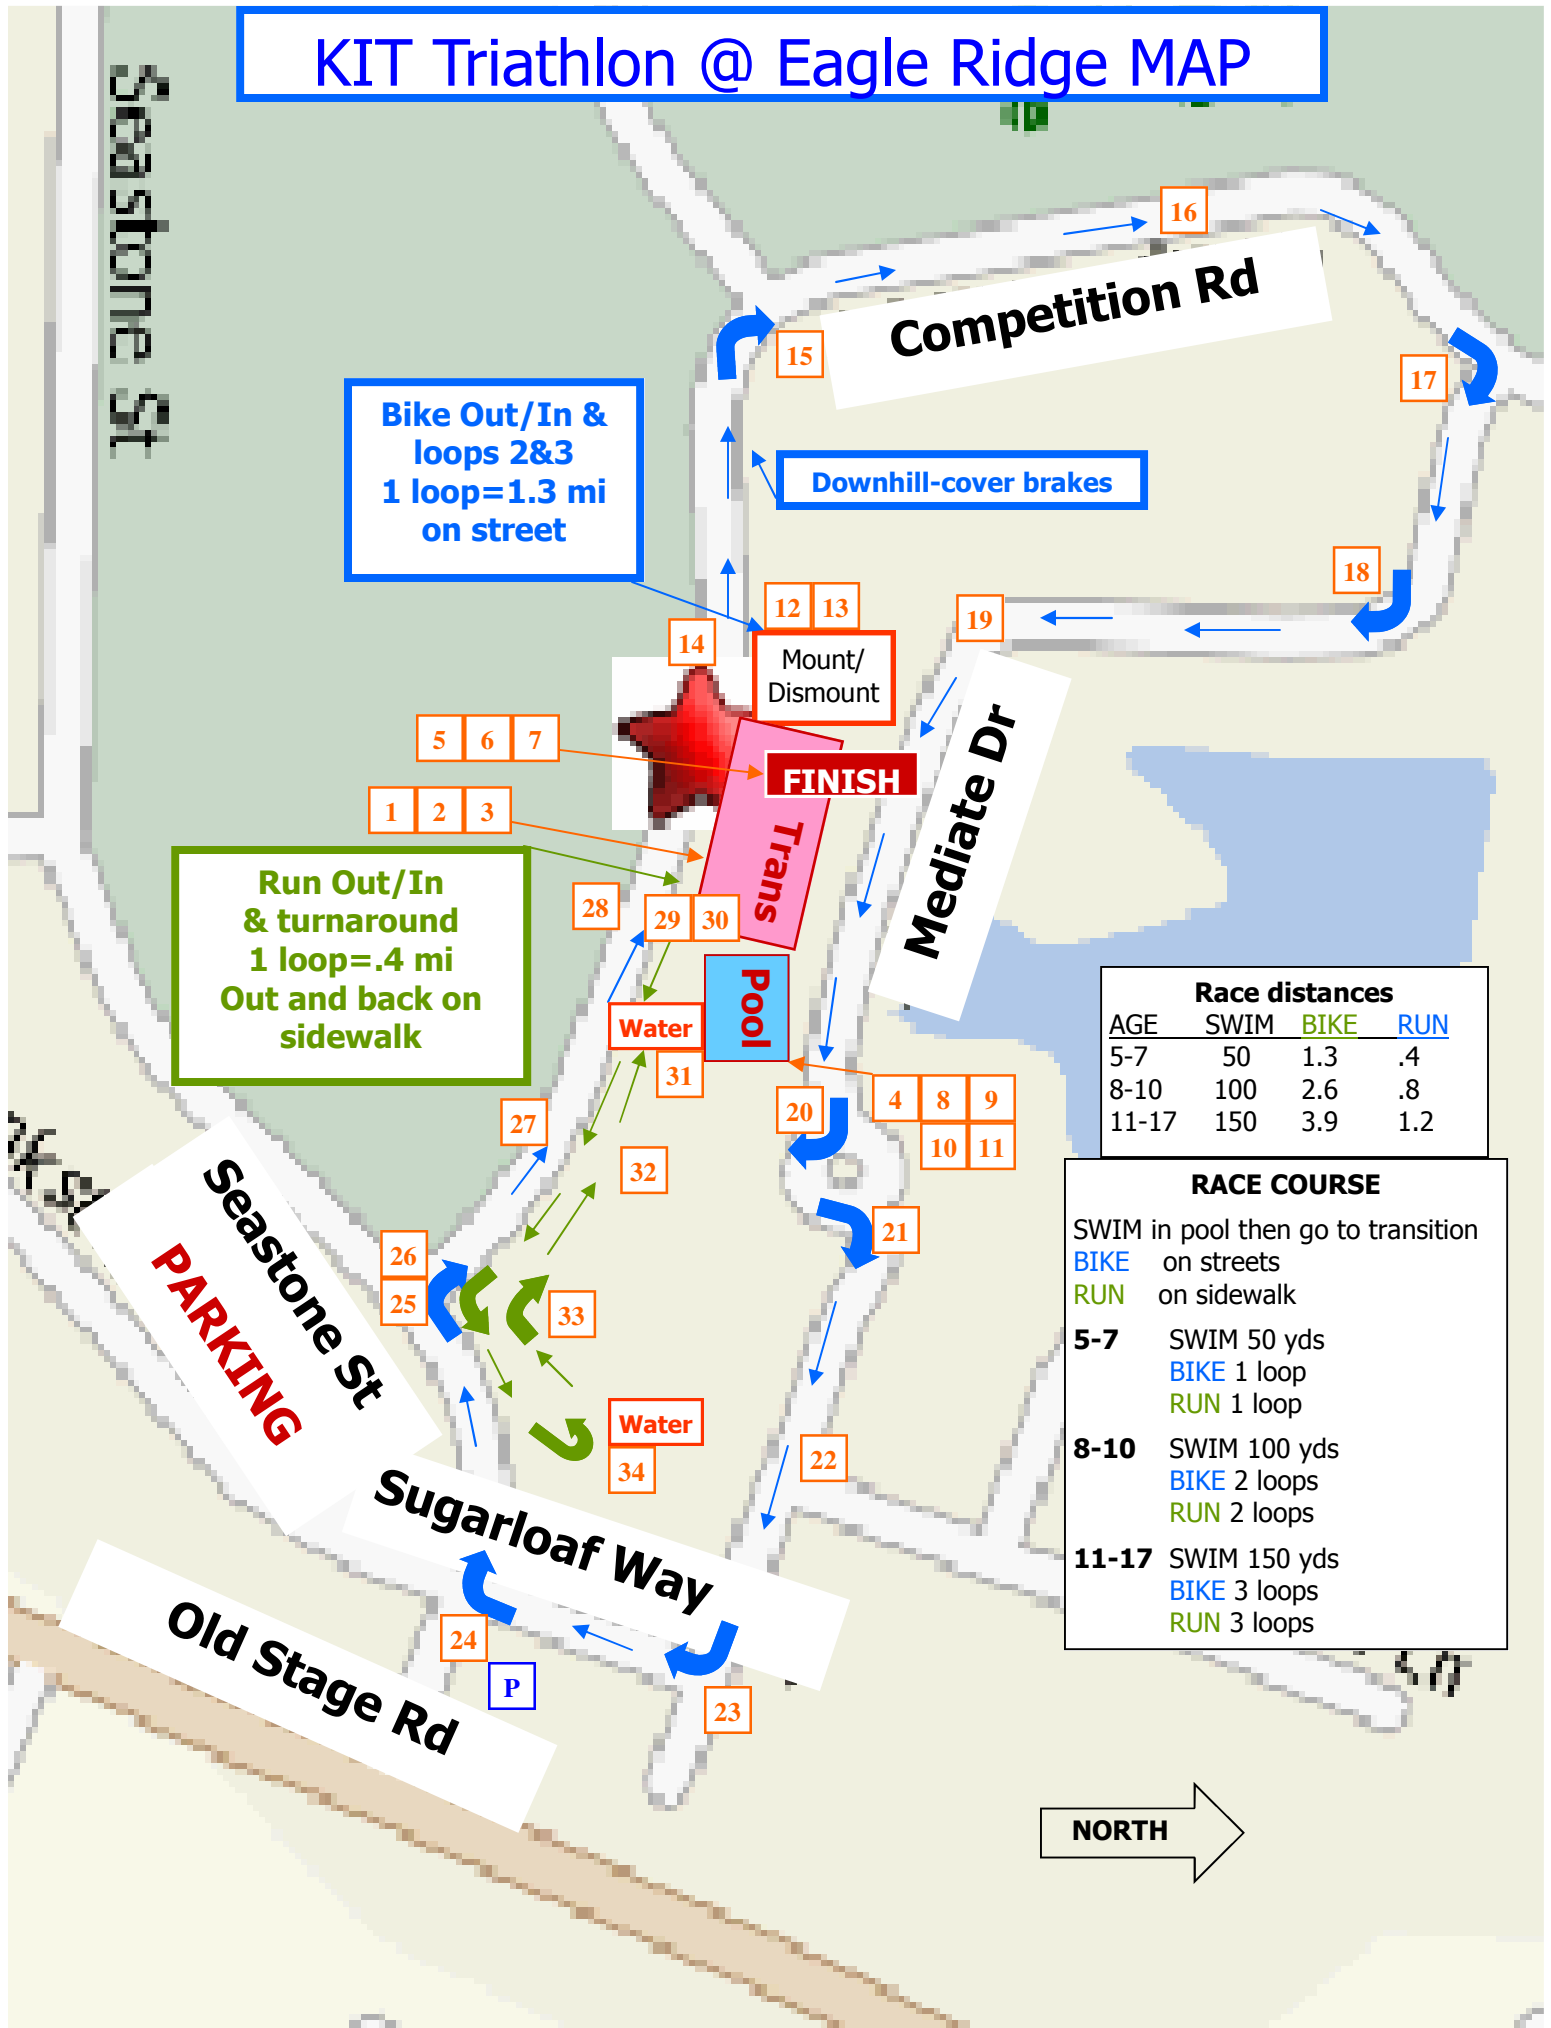 KIT Triathlon @ Eagle Ridge MAP
Seastone St
16
Competition Rd
15
17
Bike Out/In &
loops 2&3
1 loop=1.3 mi
on street
Downhill-cover brakes
18
12 13
19
14
Mount/
Dismount
5 6 7
FINISH
1 2 3
Trans
Mediate Dr
Run Out/In
& turnaround
1 loop=.4 mi
Out and back on
sidewalk
28
29 30
Pool
Water
31
Race distances
AGE SWIM BIKE RUN
5-7 50 1.3 .4
8-10 100 2.6 .8
11-17 150 3.9 1.2
20
4 8 9
10 11
27
32
21
RACE COURSE
SWIM in pool then go to transition
BIKE on streets
RUN on sidewalk
5-7 SWIM 50 yds
BIKE 1 loop
RUN 1 loop
8-10 SWIM 100 yds
BIKE 2 loops
RUN 2 loops
11-17 SWIM 150 yds
BIKE 3 loops
RUN 3 loops
Seastone St
PARKING
26
25
33
Water
34
22
Sugarloaf Way
Old Stage Rd
24
P
23
NORTH